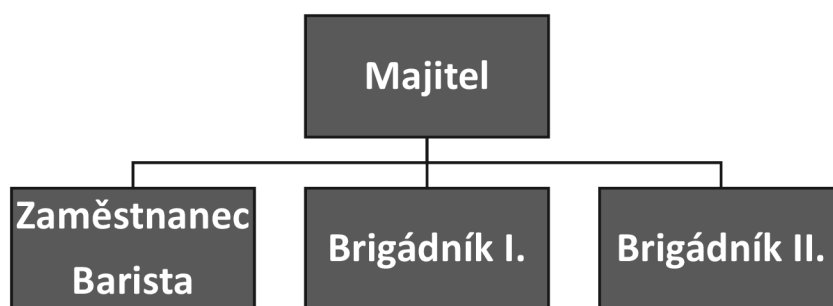 Majitel
Zaměstnanec
Barista
Brigádník I.
Brigádník II.